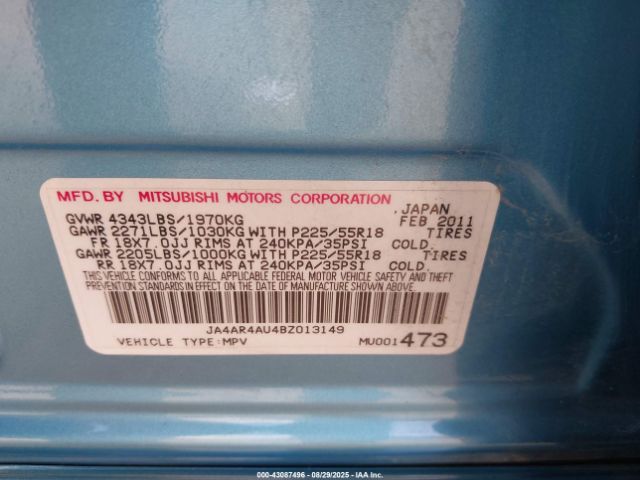 MFD. BY MITSUBISHI MOTORS CORPORATION, JAPAN
GVWR 4343LBS/1970KG FEB 2011
GAWR 2271LBS/1030KG WITH P225/55R18 TIRES
FR 18X7.0JJ RIMS AT 240KPA/35PSI COLD.
GAWR 2205LBS/1000KG WITH P225/55R18 TIRES
RR 18X7.0JJ RIMS AT 240KPA/35PSI COLD.
THIS VEHICLE CONFORMS TO ALL APPLICABLE FEDERAL MOTOR VEHICLE SAFETY AND
THEFT PREVENTION STANDARDS IN EFFECT ON THE DATE OF MANUFACTURE SHOWN ABOVE.
JA4AR4AU4BZ013149
VEHICLE TYPE:MPV MU001473
000-43087496 - 08/29/2025 - IAA Inc.